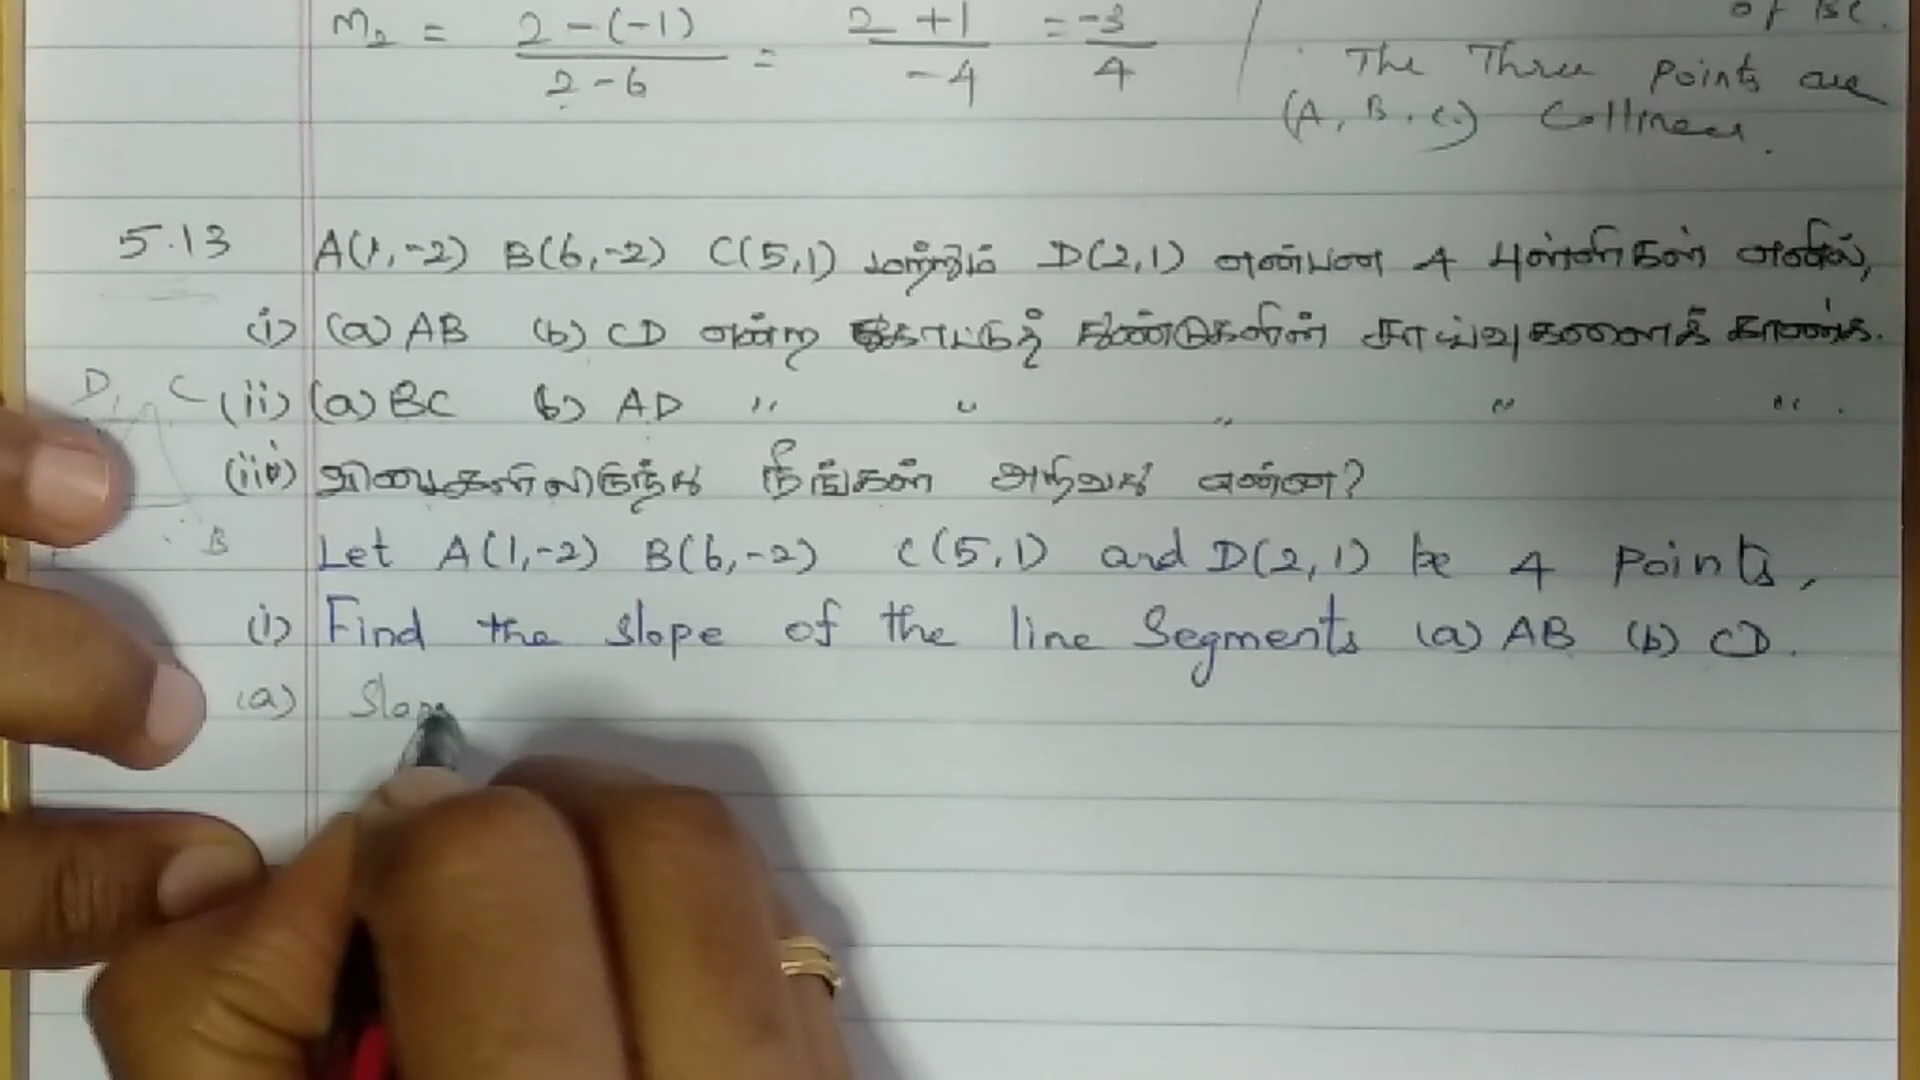 m₂ = 2-(-1) / 2-6 = 2+1 / -4 = -3/4
of BC.
The Three Points are
(A, B, C) Collinear.
5.13 A(1,-2) B(6,-2) C(5,1) மற்றும் D(2,1) என்பன 4 புள்ளிகள் எனில்,
(i) (a) AB (b) CD என்ற கோட்டுத் துண்டுகளின் சாய்வுகளைக் காண்க.
D, C (ii) (a) BC (b) AD " " " " " .
(iii) இவைகளிலிருந்து நீங்கள் அறிவது என்ன?
B Let A(1,-2) B(6,-2) C(5,1) and D(2,1) be 4 Points,
(i) Find the slope of the line Segments (a) AB (b) CD.
(a) Slope